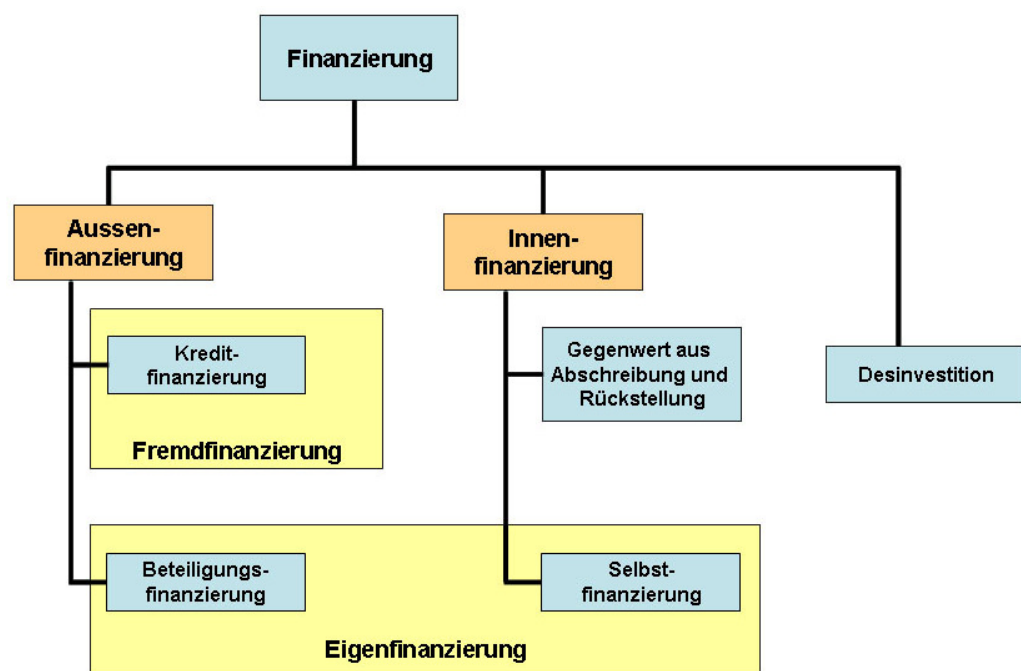 Finanzierung
Aussen-
finanzierung
Innen-
finanzierung
Kredit-
finanzierung
Fremdfinanzierung
Gegenwert aus
Abschreibung und
Rückstellung
Desinvestition
Beteiligungs-
finanzierung
Selbst-
finanzierung
Eigenfinanzierung